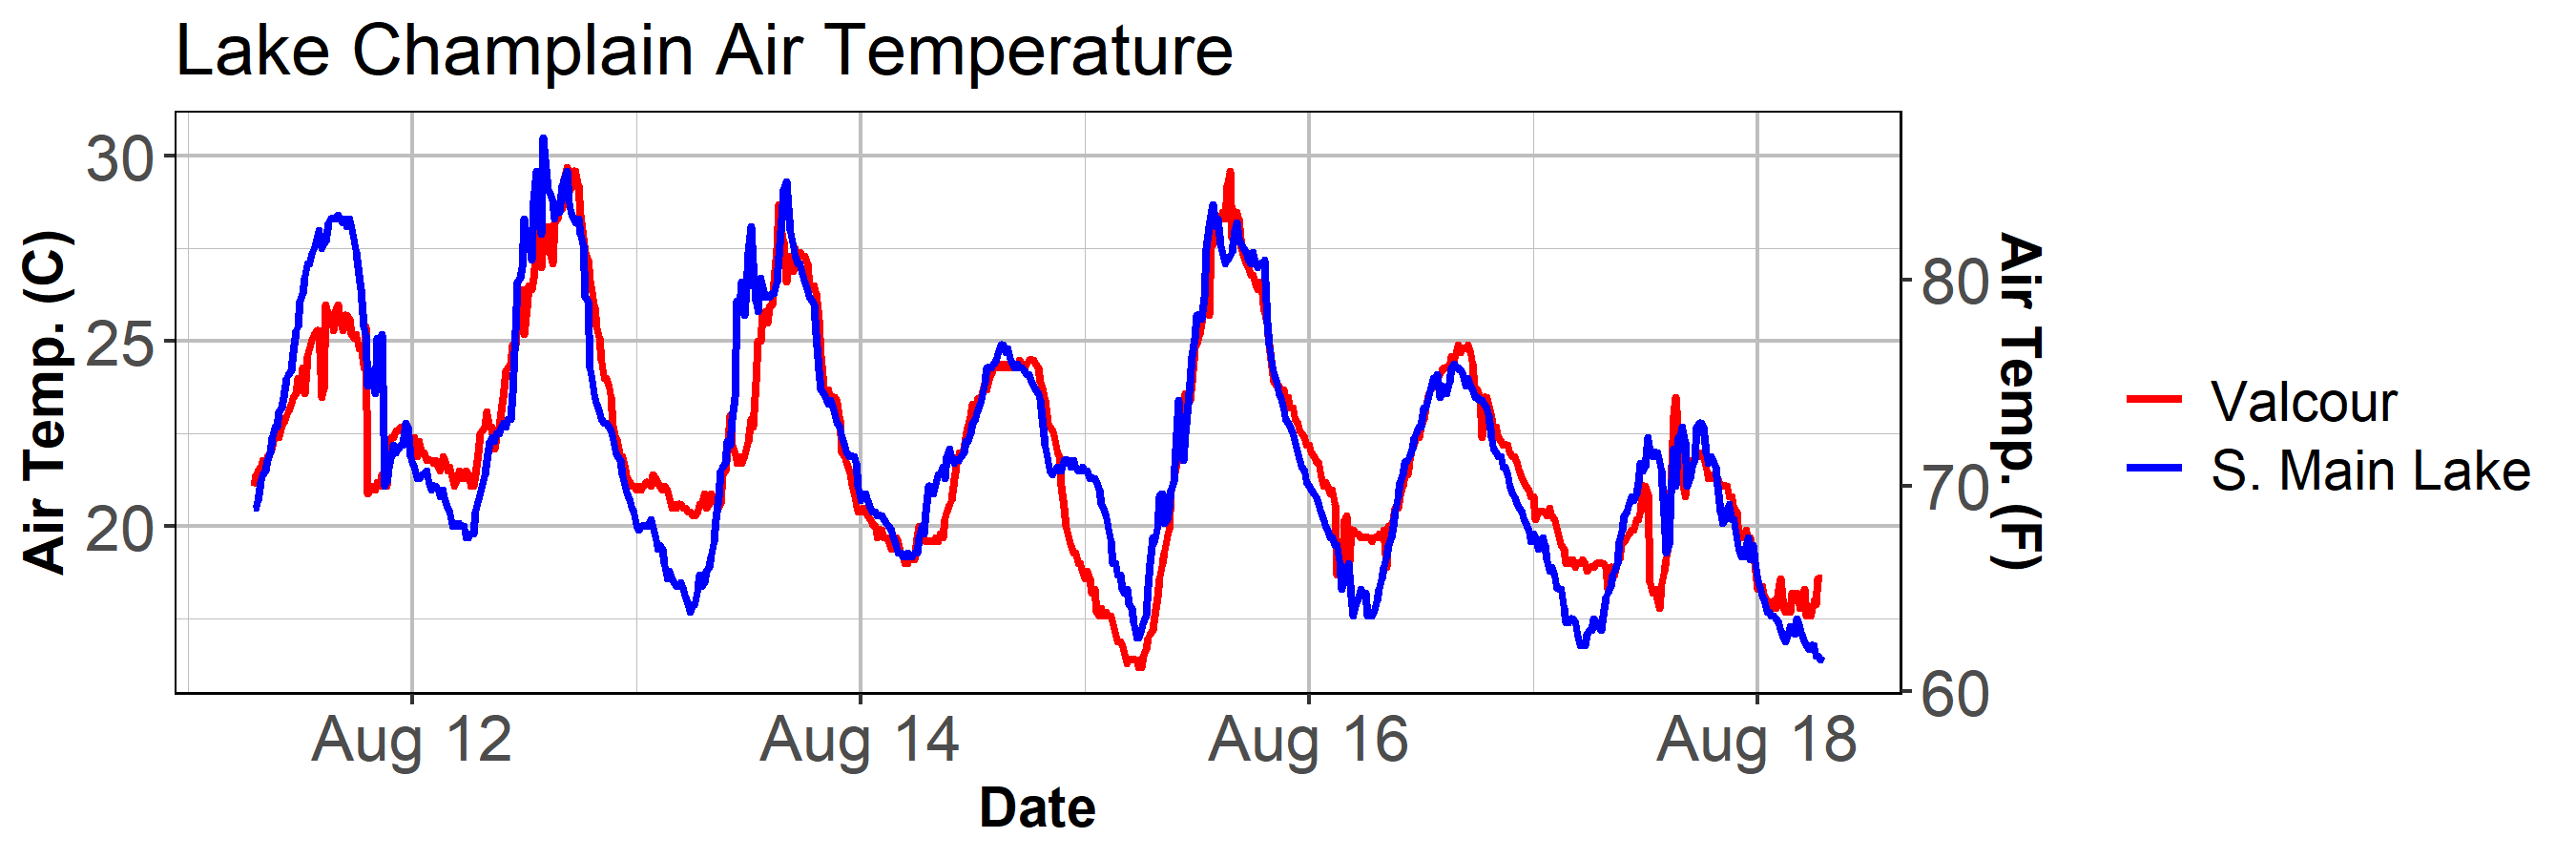 Lake Champlain Air Temperature
Air Temp. (C)
30
25
20
Air Temp. (F)
80
70
60
Valcour
S. Main Lake
Aug 12
Aug 14
Aug 16
Aug 18
Date